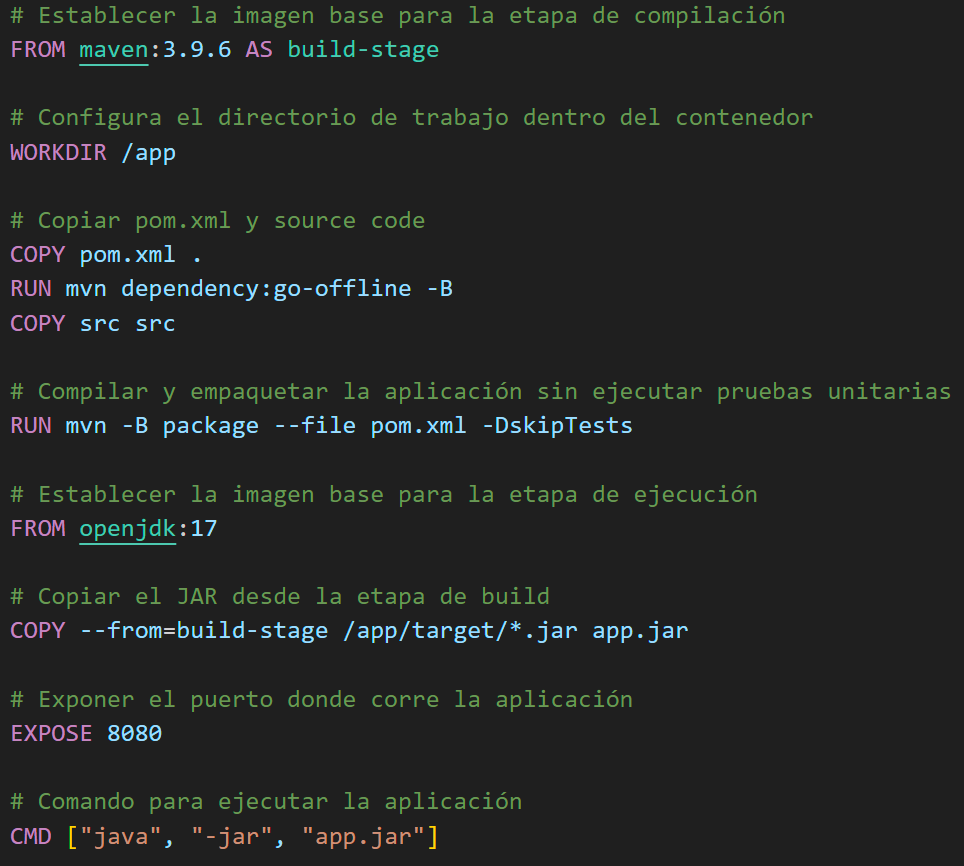 # Establecer la imagen base para la etapa de compilación
FROM maven:3.9.6 AS build-stage
# Configura el directorio de trabajo dentro del contenedor
WORKDIR /app
# Copiar pom.xml y source code
COPY pom.xml .
RUN mvn dependency:go-offline -B
COPY src src
# Compilar y empaquetar la aplicación sin ejecutar pruebas unitarias
RUN mvn -B package --file pom.xml -DskipTests
# Establecer la imagen base para la etapa de ejecución
FROM openjdk:17
# Copiar el JAR desde la etapa de build
COPY --from=build-stage /app/target/*.jar app.jar
# Exponer el puerto donde corre la aplicación
EXPOSE 8080
# Comando para ejecutar la aplicación
CMD ["java", "-jar", "app.jar"]